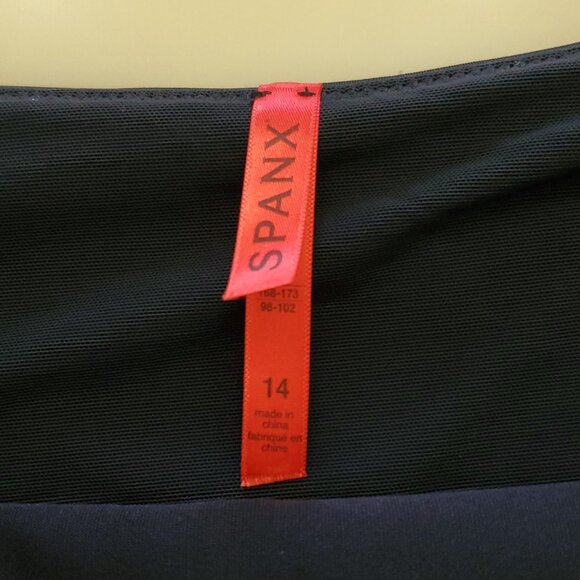 SPANX
168-173
98-102
14
made in
china
fabriqué en
chine